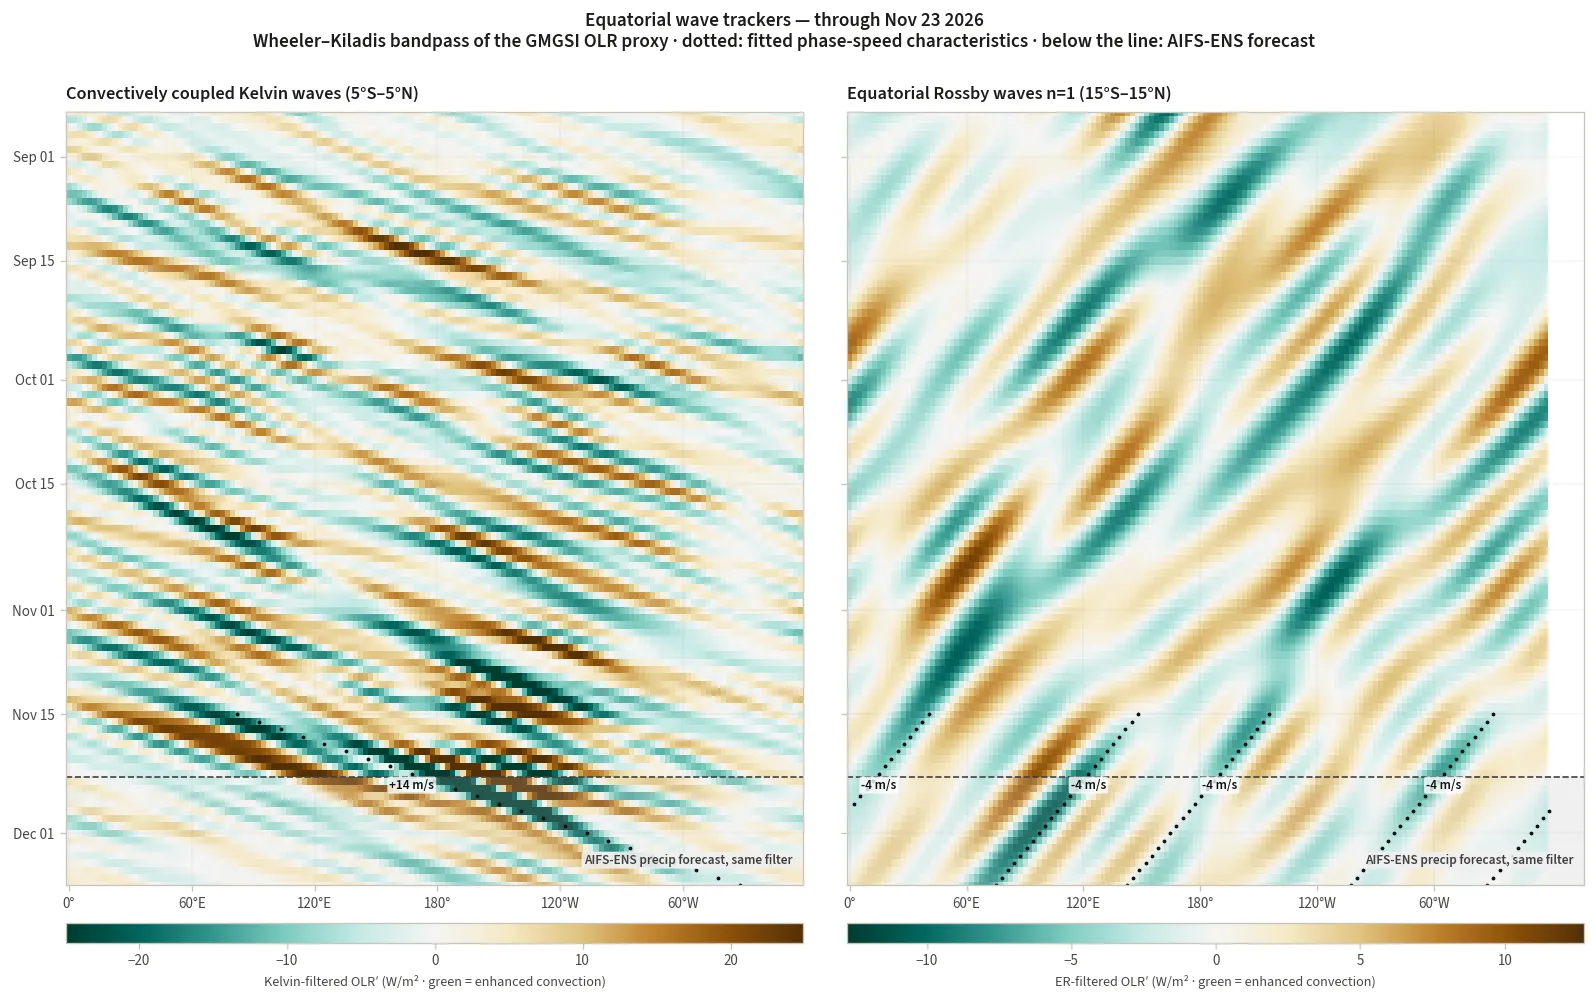 Equatorial wave trackers — through Nov 23 2026
Wheeler–Kiladis bandpass of the GMGSI OLR proxy · dotted: fitted phase-speed characteristics · below the line: AIFS-ENS forecast
Convectively coupled Kelvin waves (5°S–5°N)
Equatorial Rossby waves n=1 (15°S–15°N)
Sep 01
Sep 15
Oct 01
Oct 15
Nov 01
Nov 15
Dec 01
+14 m/s
AIFS-ENS precip forecast, same filter
-4 m/s
-4 m/s
-4 m/s
-4 m/s
AIFS-ENS precip forecast, same filter
0°
60°E
120°E
180°
120°W
60°W
0°
60°E
120°E
180°
120°W
60°W
−20
−10
0
10
20
Kelvin-filtered OLR′ (W/m² · green = enhanced convection)
−10
−5
0
5
10
ER-filtered OLR′ (W/m² · green = enhanced convection)